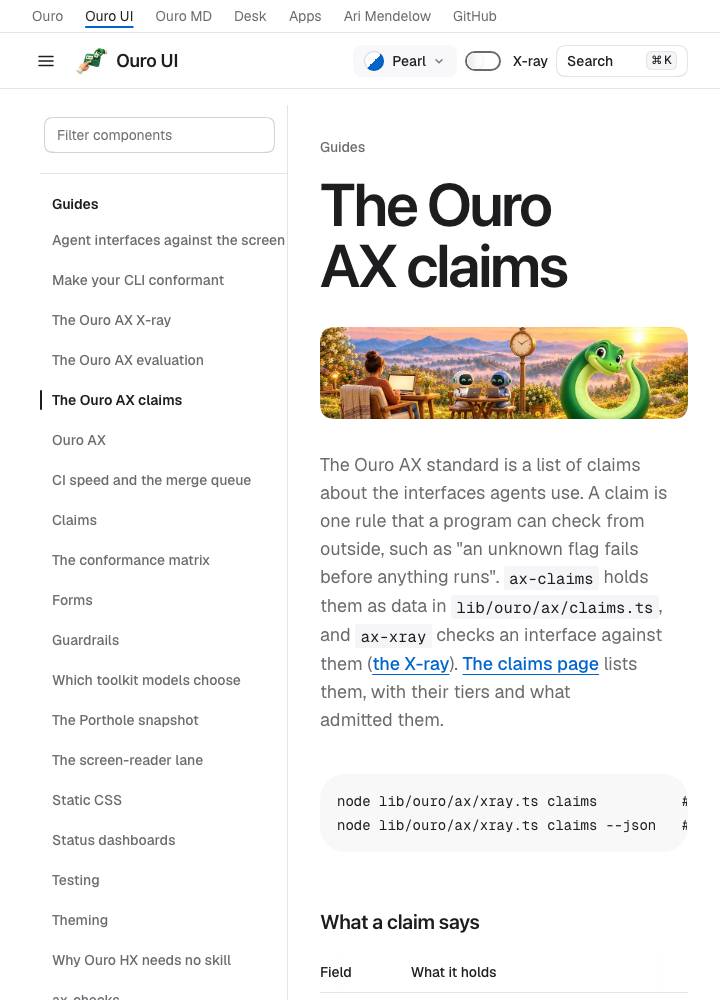 Ouro Ouro UI Ouro MD Desk Apps Ari Mendelow GitHub
Ouro UI Pearl X-ray Search ⌘ K
Filter components
Guides
Agent interfaces against the screen
Make your CLI conformant
The Ouro AX X-ray
The Ouro AX evaluation
The Ouro AX claims
Ouro AX
CI speed and the merge queue
Claims
The conformance matrix
Forms
Guardrails
Which toolkit models choose
The Porthole snapshot
The screen-reader lane
Static CSS
Status dashboards
Testing
Theming
Why Ouro HX needs no skill
ax-checks
Guides
The Ouro
AX claims
The Ouro AX standard is a list of claims
about the interfaces agents use. A claim is
one rule that a program can check from
outside, such as "an unknown flag fails
before anything runs". ax-claims holds
them as data in lib/ouro/ax/claims.ts,
and ax-xray checks an interface against
them (the X-ray). The claims page lists
them, with their tiers and what
admitted them.
node lib/ouro/ax/xray.ts claims #
node lib/ouro/ax/xray.ts claims --json #
What a claim says
Field What it holds